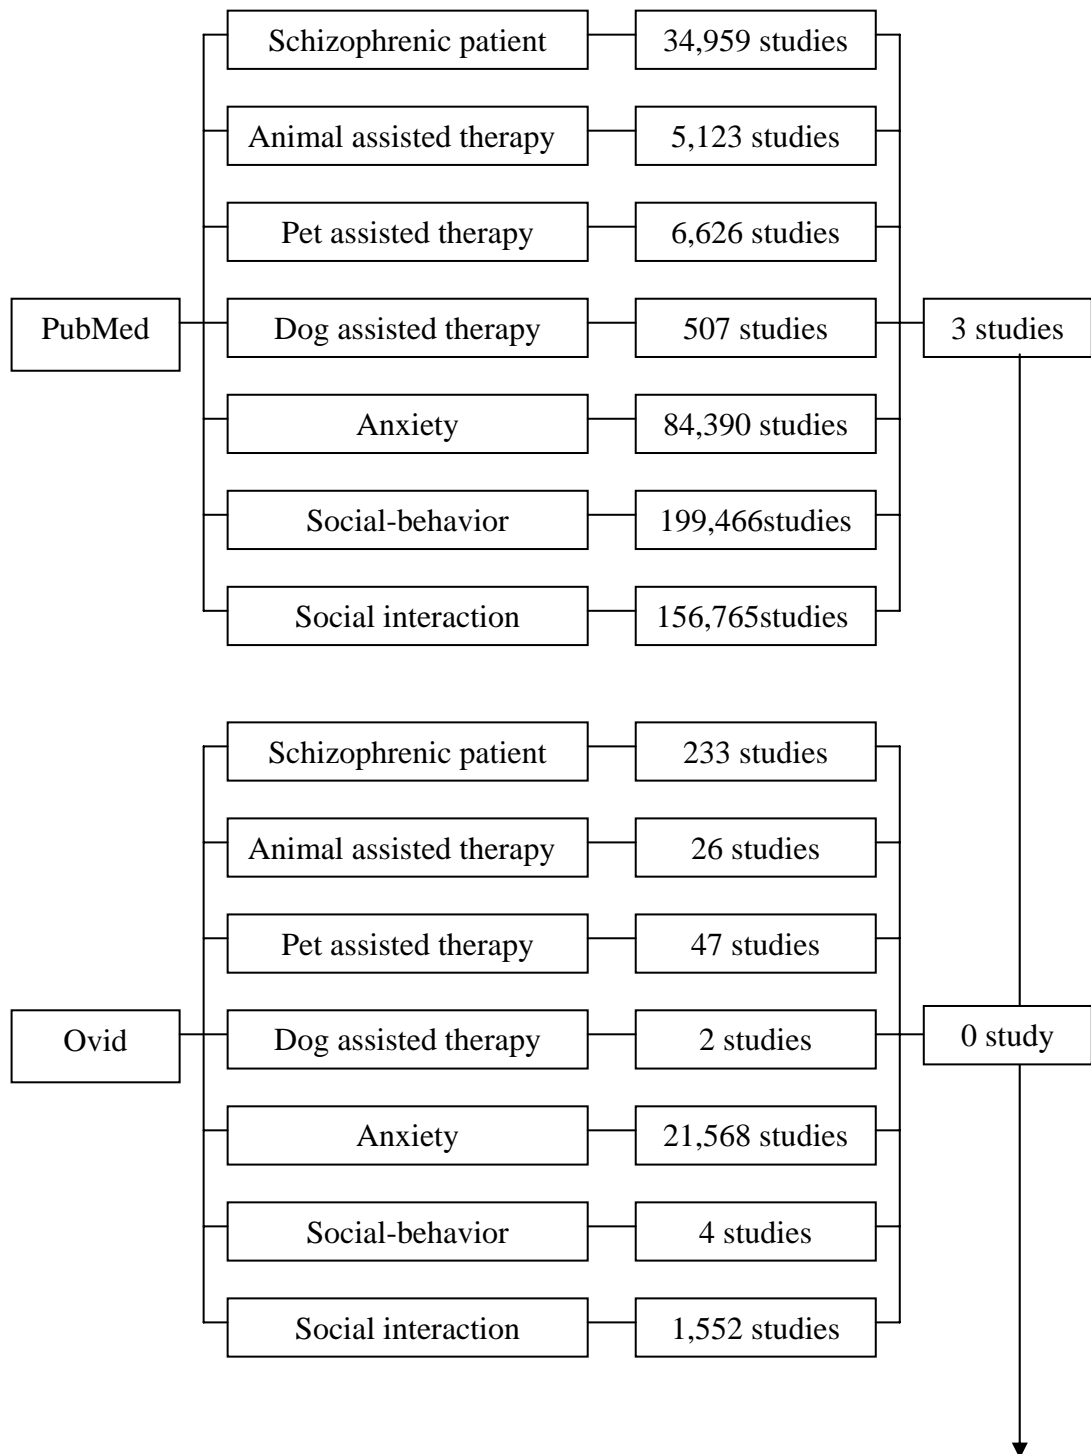 Schizophrenic patient 34,959 studies
Animal assisted therapy 5,123 studies
Pet assisted therapy 6,626 studies
PubMed Dog assisted therapy 507 studies 3 studies
Anxiety 84,390 studies
Social-behavior 199,466studies
Social interaction 156,765studies
Schizophrenic patient 233 studies
Animal assisted therapy 26 studies
Pet assisted therapy 47 studies
Ovid Dog assisted therapy 2 studies 0 study
Anxiety 21,568 studies
Social-behavior 4 studies
Social interaction 1,552 studies